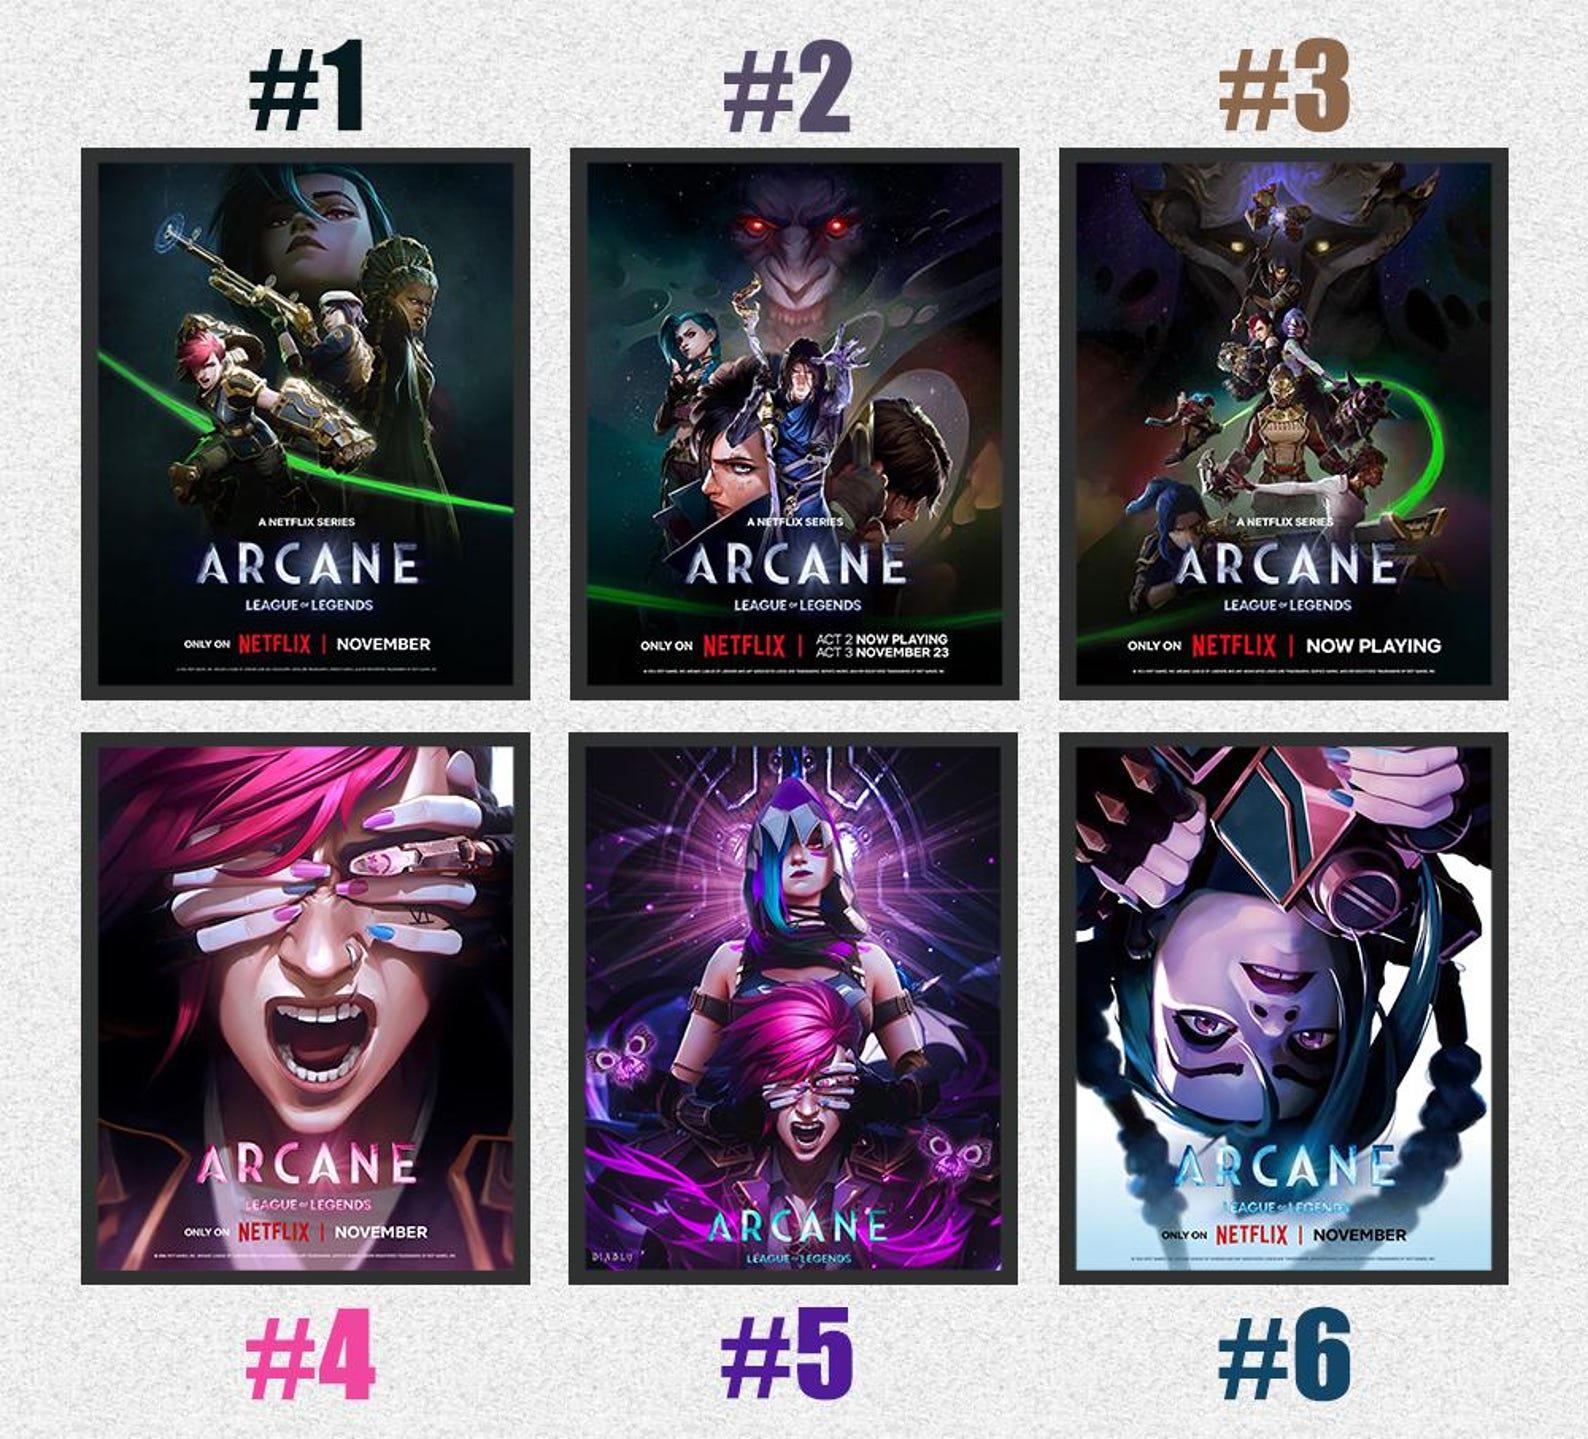 #1
#2
#3
A NETFLIX SERIES
ARCANE
LEAGUE OF LEGENDS
ONLY ON NETFLIX | NOVEMBER
A NETFLIX SERIES
ARCANE
LEAGUE OF LEGENDS
ONLY ON NETFLIX | ACT 2 NOW PLAYING
ACT 3 NOVEMBER 23
A NETFLIX SERIES
ARCANE
LEAGUE OF LEGENDS
ONLY ON NETFLIX | NOW PLAYING
VI
ARCANE
LEAGUE OF LEGENDS
ONLY ON NETFLIX | NOVEMBER
ARCANE
LEAGUE OF LEGENDS
DIABLO
ARCANE
LEAGUE OF LEGENDS
ONLY ON NETFLIX | NOVEMBER
#4
#5
#6